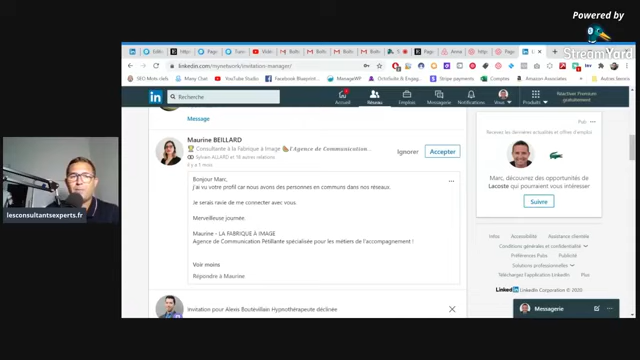 Powered by
StreamYard
linkedin.com/mynetwork/invitation-manager/
SEO Mots clefs
Many Chat
YouTube Studio
Facebook Blueprint...
ManageWP
Stripe payments
Comptes
Amazon Associates
Autres favoris
Recherche
Accueil
Réseau
Emplois
Messagerie
Notifications
Vous
Produits
Réactiver Premium
gratuitement
Message
Maurine BEILLARD
Consultante à la Fabrique à Image
L'Agence de Communication...
Sylvain ALLARD et 16 autres relations
il y a 1 mois
Ignorer
Accepter
Bonjour Marc,
j'ai vu votre profil car nous avons des personnes en communs dans nos réseaux.
Je serais ravie de me connecter avec vous.
Merveilleuse journée.
Maurine - LA FABRIQUE À IMAGE
Agence de Communication Pétillante spécialisée pour les métiers de l'accompagnement !
Voir moins
Répondre à Maurine
Invitation pour Alexis Boutévillain Hypnothérapeute déclinée
Pub
Recevez les dernières actualités et offres d'emploi
Marc, découvrez des opportunités de
Lacoste qui pourraient vous intéresser
Suivre
Infos
Accessibilité
Assistance clientèle
Conditions générales et confidentialité
Préférences Pubs
Publicité
Solutions professionnelles
Téléchargez l'application LinkedIn
Plus
LinkedIn
LinkedIn Corporation © 2020
Messagerie
lesconsultantsexperts.fr